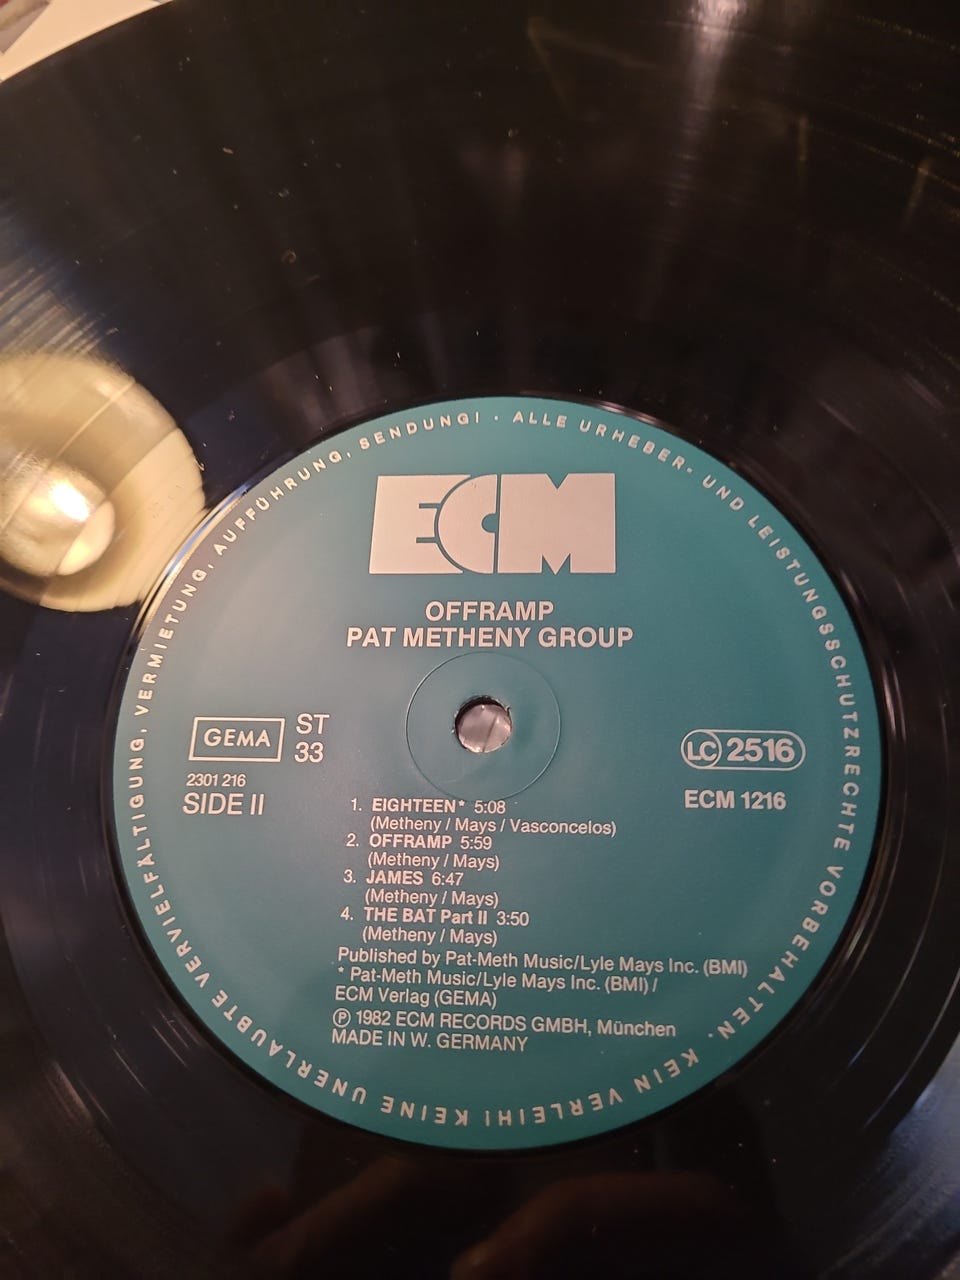 ALLE URHEBER- UND LEISTUNGSSCHUTZRECHTE VORBEHALTEN. KEIN VERLEIH! KEINE UNERLAUBTE VERVIELFÄLTIGUNG, VERMIETUNG, AUFFÜHRUNG, SENDUNG! ·
ECM
OFFRAMP
PAT METHENY GROUP
GEMA
ST
33
2301 216
SIDE II
LC 2516
ECM 1216
1. EIGHTEEN* 5:08
(Metheny / Mays / Vasconcelos)
2. OFFRAMP 5:59
(Metheny / Mays)
3. JAMES 6:47
(Metheny / Mays)
4. THE BAT Part II 3:50
(Metheny / Mays)
Published by Pat-Meth Music/Lyle Mays Inc. (BMI)
* Pat-Meth Music/Lyle Mays Inc. (BMI) /
ECM Verlag (GEMA)
℗ 1982 ECM RECORDS GMBH, München
MADE IN W. GERMANY